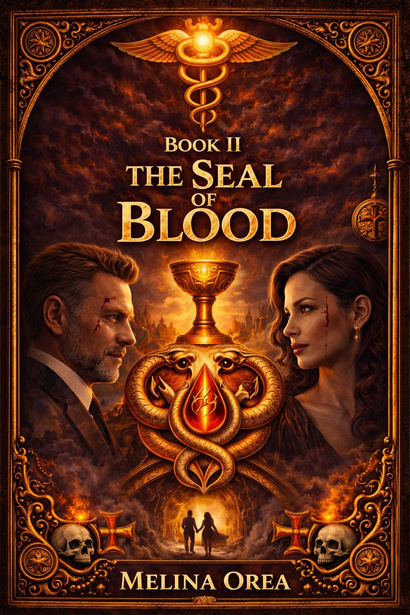 BOOK II
THE SEAL
OF
BLOOD
MELINA OREA